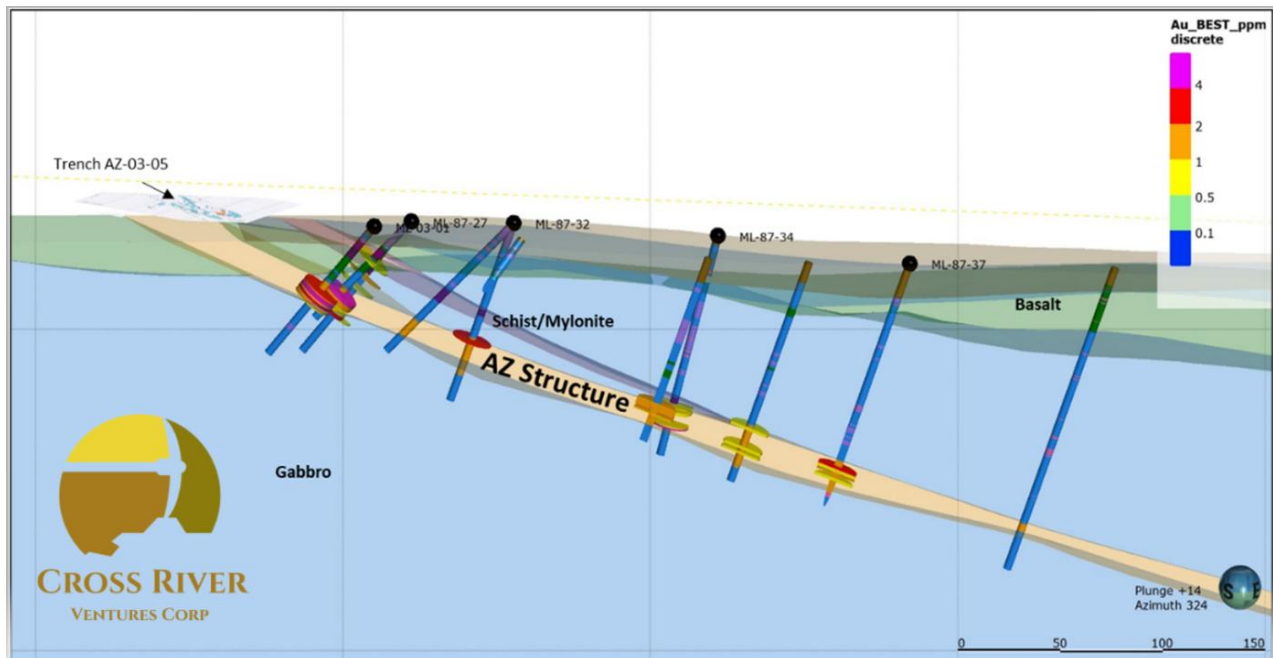 Au_BEST_ppm
discrete
4
2
1
0.5
0.1
Trench AZ-03-05
ML-03-01
ML-87-27
ML-87-32
ML-87-34
ML-87-37
Basalt
Schist/Mylonite
AZ Structure
Gabbro
CROSS RIVER
VENTURES CORP
Plunge +14
Azimuth 324
S E
0 50 100 150